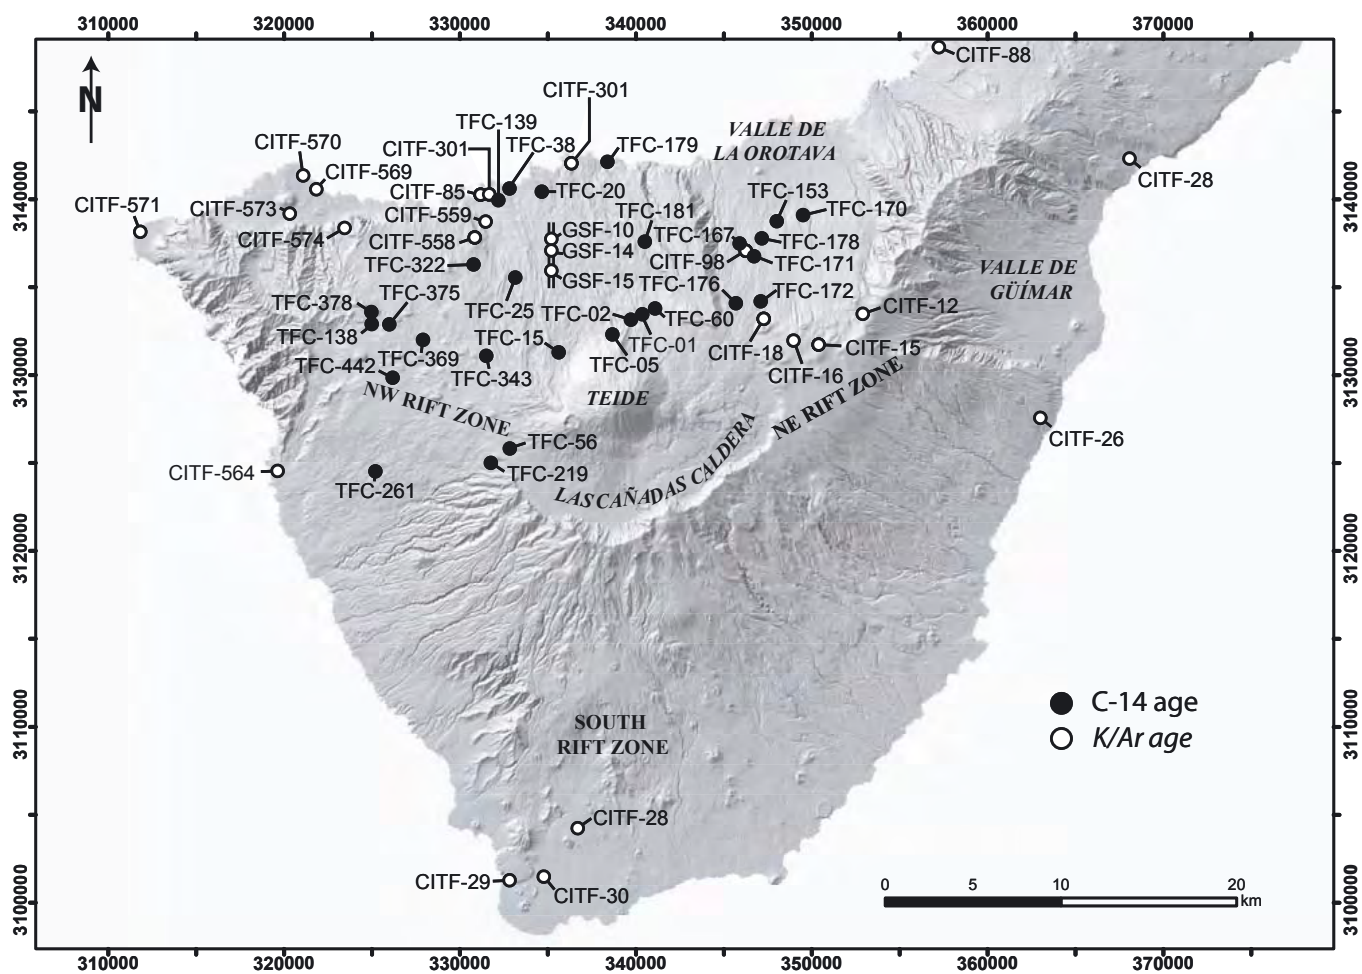 310000 320000 330000 340000 350000 360000 370000
CITF-88
N
CITF-301
TFC-139
VALLE DE
LA OROTAVA
CITF-570
CITF-301
TFC-38
TFC-179
CITF-569
CITF-28
3140000
3140000
CITF-85
TFC-20
TFC-153
CITF-571
CITF-573
CITF-559
TFC-181
TFC-170
GSF-10
TFC-167
CITF-574
CITF-558
GSF-14
TFC-178
CITF-98
TFC-322
TFC-171
VALLE DE
GÜÍMAR
GSF-15
TFC-176
TFC-375
TFC-172
TFC-378
TFC-25
TFC-02
TFC-60
CITF-12
TFC-138
TFC-15
TFC-01
CITF-18
CITF-15
TFC-442
TFC-369
TFC-05
CITF-16
TFC-343
3130000
3130000
NW RIFT ZONE
TEIDE
NE RIFT ZONE
CITF-26
TFC-56
LAS CAÑADAS CALDERA
CITF-564
TFC-219
TFC-261
3120000
3120000
C-14 age
K/Ar age
3110000
3110000
SOUTH
RIFT ZONE
CITF-28
CITF-29
CITF-30
0 5 10 20
km
3100000
3100000
310000 320000 330000 340000 350000 360000 370000